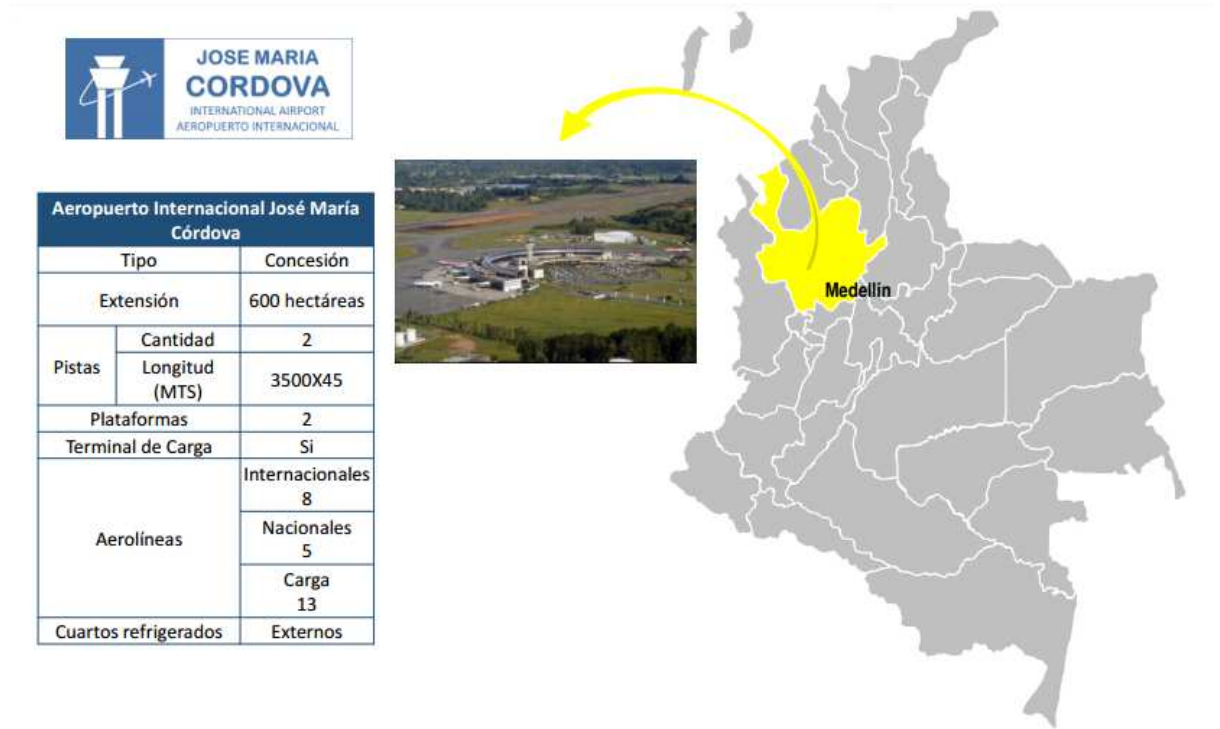 JOSE MARIA
CORDOVA
INTERNATIONAL AIRPORT
AEROPUERTO INTERNACIONAL
Aeropuerto Internacional José María
Córdova
Tipo Concesión
Extensión 600 hectáreas
Pistas
Cantidad 2
Longitud
(MTS)
3500X45
Plataformas 2
Terminal de Carga Si
Aerolíneas
Internacionales
8
Nacionales
5
Carga
13
Cuartos refrigerados Externos
Medellín